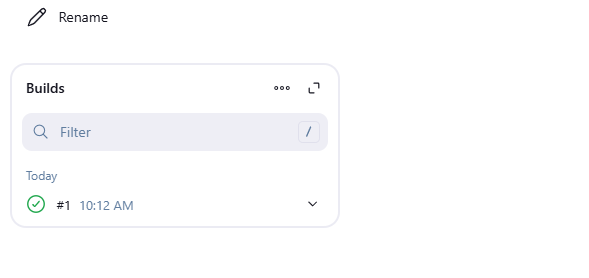 Rename
Builds
Filter /
Today
#1 10:12 AM